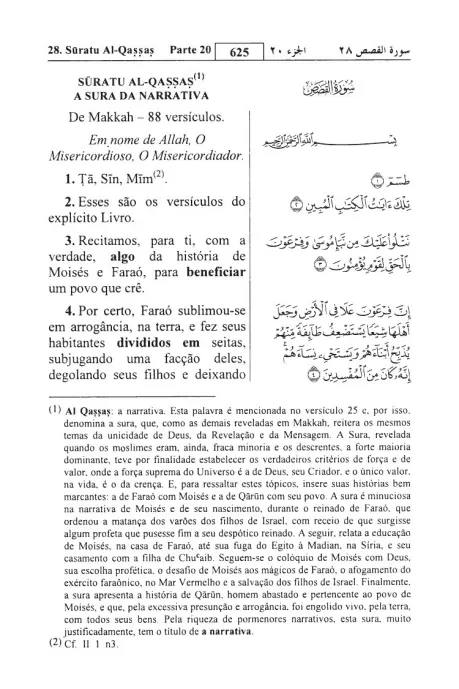 28. Sūratu Al-Qaṣṣaṣ Parte 20 625 الجزء ٢٠ سورة القصص ٢٨
SŪRATU AL-QAṢṢAṢ(1)
A SURA DA NARRATIVA
De Makkah – 88 versículos.
Em nome de Allah, O
Misericordioso, O Misericordiador.
1. Ṭā, Sīn, Mīm(2).
2. Esses são os versículos do
explícito Livro.
3. Recitamos, para ti, com a
verdade, algo da história de
Moisés e Faraó, para beneficiar
um povo que crê.
4. Por certo, Faraó sublimou-se
em arrogância, na terra, e fez seus
habitantes divididos em seitas,
subjugando uma facção deles,
degolando seus filhos e deixando
سُورَةُ القَصَصِ
بِسْمِ اللَّهِ الرَّحْمَٰنِ الرَّحِيمِ
طسٓمٓ ١
تِلْكَ ءَايَٰتُ ٱلْكِتَٰبِ ٱلْمُبِينِ ٢
نَتْلُوا۟ عَلَيْكَ مِن نَّبَإِ مُوسَىٰ وَفِرْعَوْنَ
بِٱلْحَقِّ لِقَوْمٍ يُؤْمِنُونَ ٣
إِنَّ فِرْعَوْنَ عَلَا فِى ٱلْأَرْضِ وَجَعَلَ
أَهْلَهَا شِيَعًا يَسْتَضْعِفُ طَآئِفَةً مِّنْهُمْ
يُذَبِّحُ أَبْنَآءَهُمْ وَيَسْتَحْىِۦ نِسَآءَهُمْ
إِنَّهُۥ كَانَ مِنَ ٱلْمُفْسِدِينَ ٤
(1) Al Qaṣṣaṣ: a narrativa. Esta palavra é mencionada no versículo 25 e, por isso,
denomina a sura, que, como as demais reveladas em Makkah, reitera os mesmos
temas da unicidade de Deus, da Revelação e da Mensagem. A Sura, revelada
quando os moslimes eram, ainda, fraca minoria e os descrentes, a forte maioria
dominante, teve por finalidade estabelecer os verdadeiros critérios de força e de
valor, onde a força suprema do Universo é a de Deus, seu Criador, e o único valor,
na vida, é o da crença. E, para ressaltar estes tópicos, insere suas histórias bem
marcantes: a de Faraó com Moisés e a de Qārūn com seu povo. A sura é minuciosa
na narrativa de Moisés e de seu nascimento, durante o reinado de Faraó, que
ordenou a matança dos varões dos filhos de Israel, com receio de que surgisse
algum profeta que pusesse fim a seu despótico reinado. A seguir, relata a educação
de Moisés, na casa de Faraó, até sua fuga do Egito à Madian, na Síria, e seu
casamento com a filha de Chuᶜaib. Seguem-se o colóquio de Moisés com Deus,
sua escolha profética, o desafio de Moisés aos mágicos de Faraó, o afogamento do
exército faraônico, no Mar Vermelho e a salvação dos filhos de Israel. Finalmente,
a sura apresenta a história de Qārūn, homem abastado e pertencente ao povo de
Moisés, e que, pela excessiva presunção e arrogância, foi engolido vivo, pela terra,
com todos seus bens. Pela riqueza de pormenores narrativos, esta sura, muito
justificadamente, tem o título de a narrativa.
(2) Cf. II 1 n3.